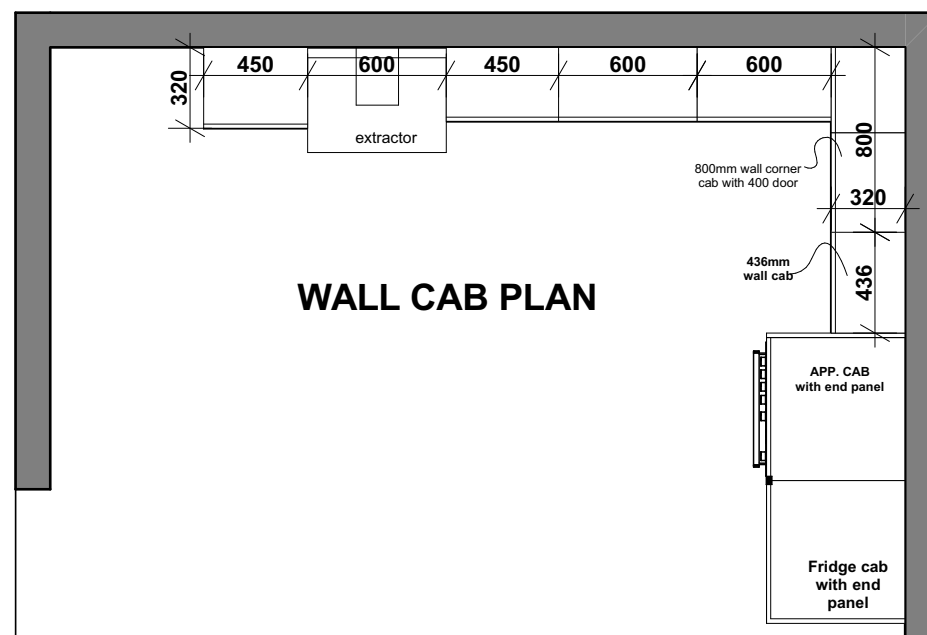 450
600
450
600
600
320
extractor
800
800mm wall corner
cab with 400 door
320
436mm
wall cab
436
WALL CAB PLAN
APP. CAB
with end panel
Fridge cab
with end
panel